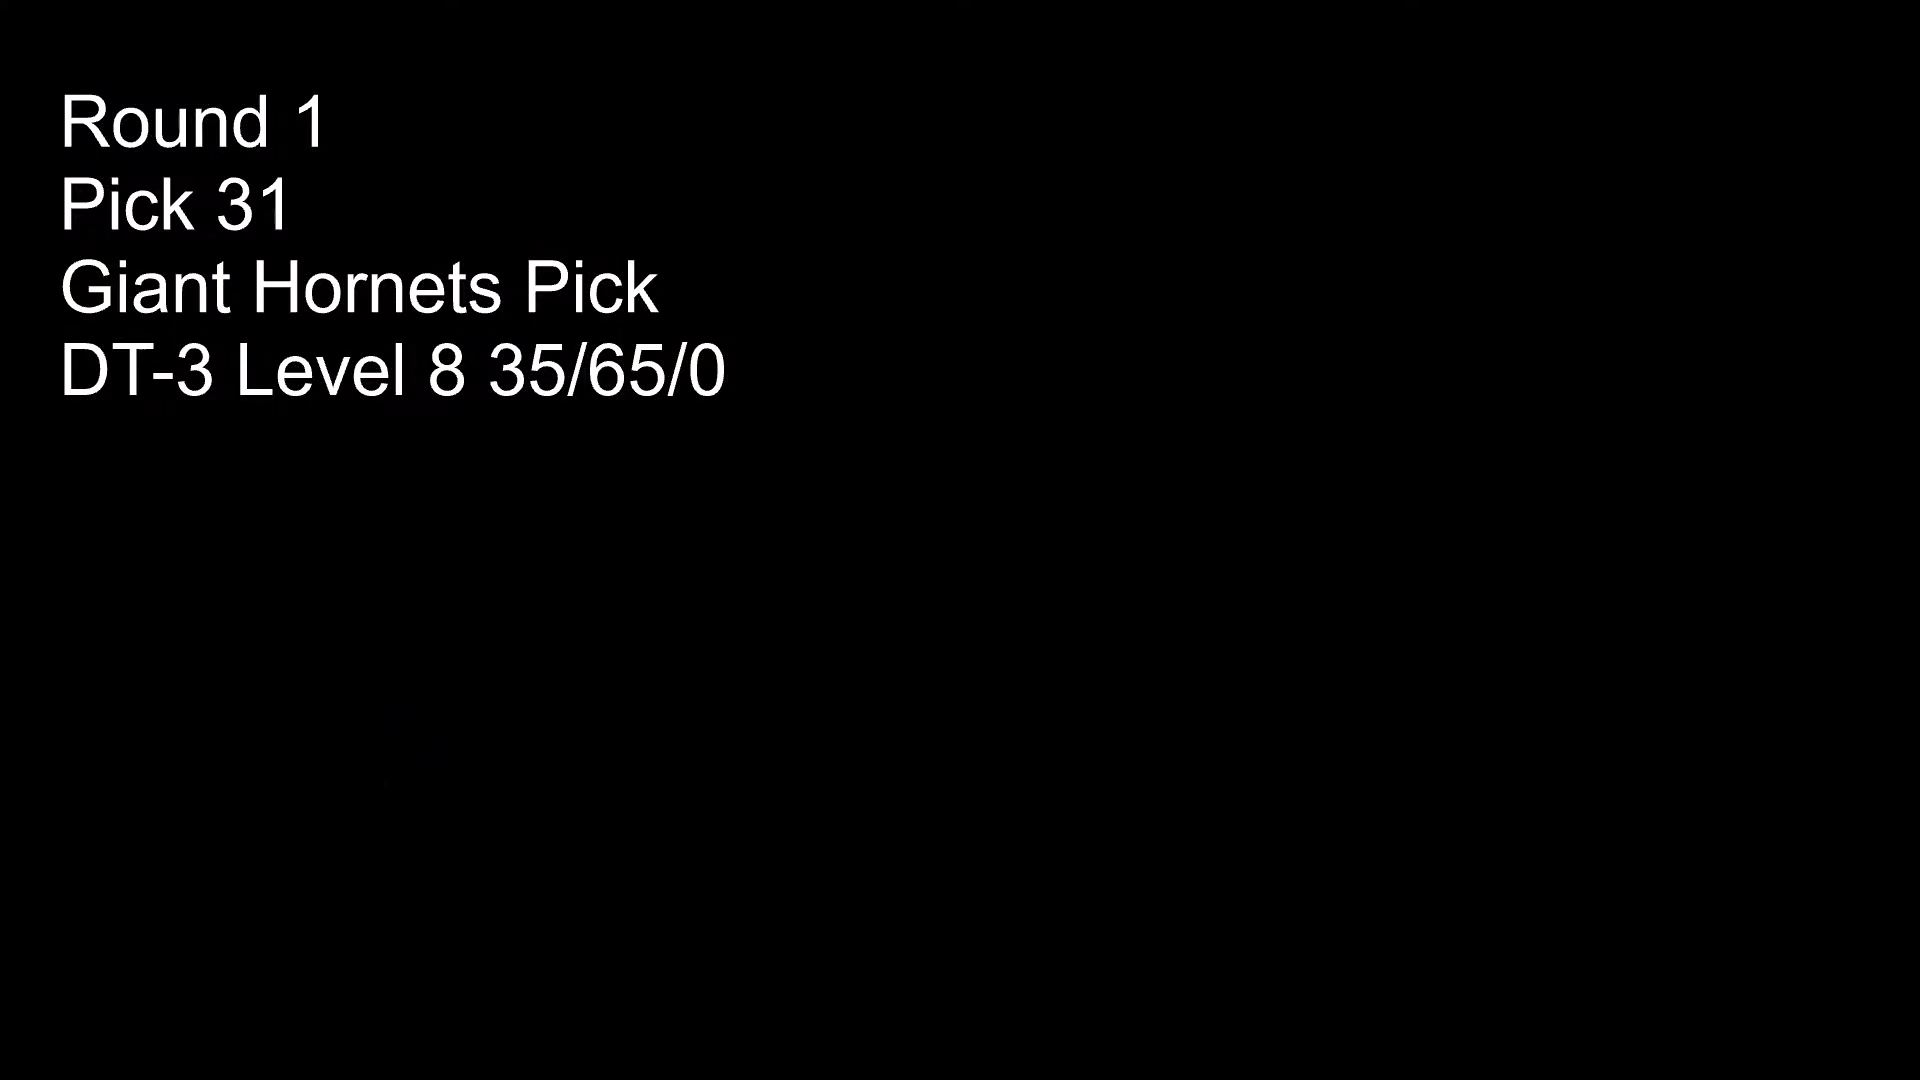 Round 1
Pick 31
Giant Hornets Pick
DT-3 Level 8 35/65/0